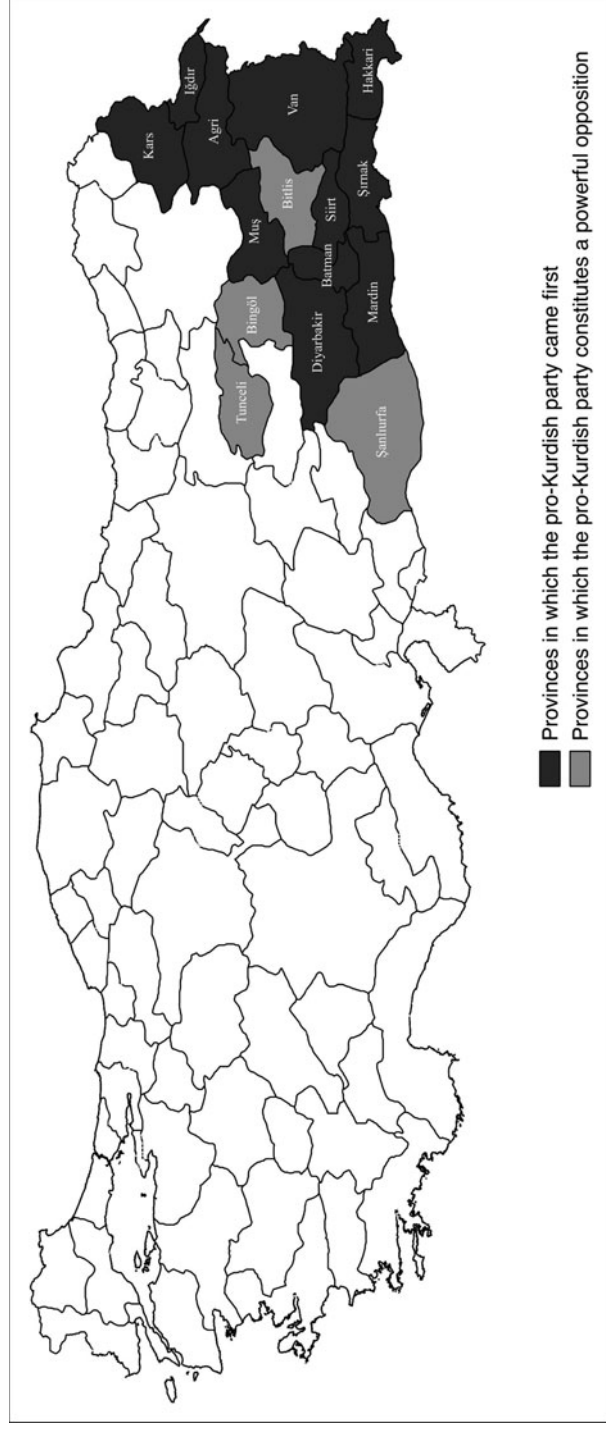 Kars
Iğdır
Agri
Van
Hakkari
Muş
Bitlis
Siirt
Şırnak
Bingöl
Batman
Tunceli
Diyarbakir
Mardin
Şanlıurfa
Provinces in which the pro-Kurdish party came first
Provinces in which the pro-Kurdish party constitutes a powerful opposition